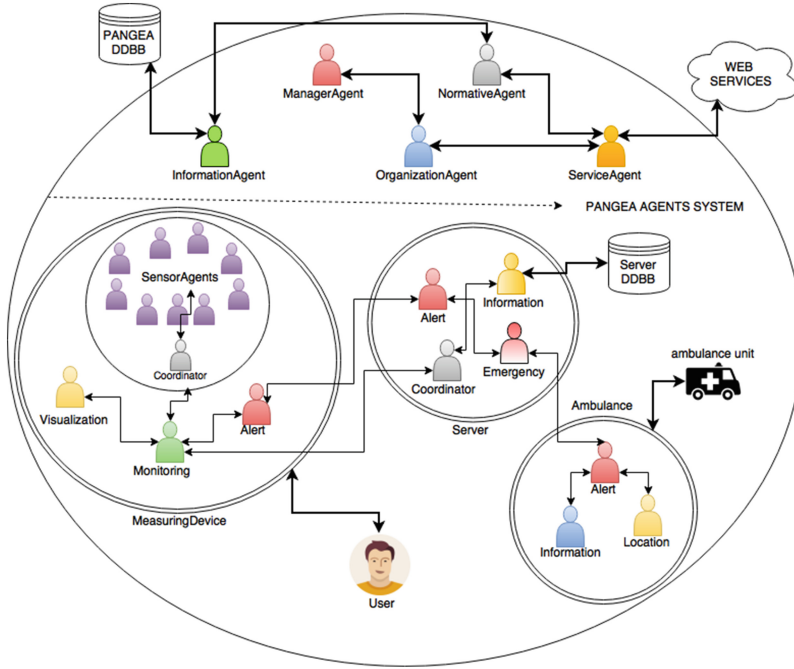 PANGEA
DDBB
ManagerAgent
NormativeAgent
WEB
SERVICES
InformationAgent
OrganizationAgent
ServiceAgent
PANGEA AGENTS SYSTEM
SensorAgents
Coordinator
Visualization
Alert
Monitoring
MeasuringDevice
Alert
Information
Coordinator
Emergency
Server
Server
DDBB
ambulance unit
Ambulance
Alert
Information
Location
User